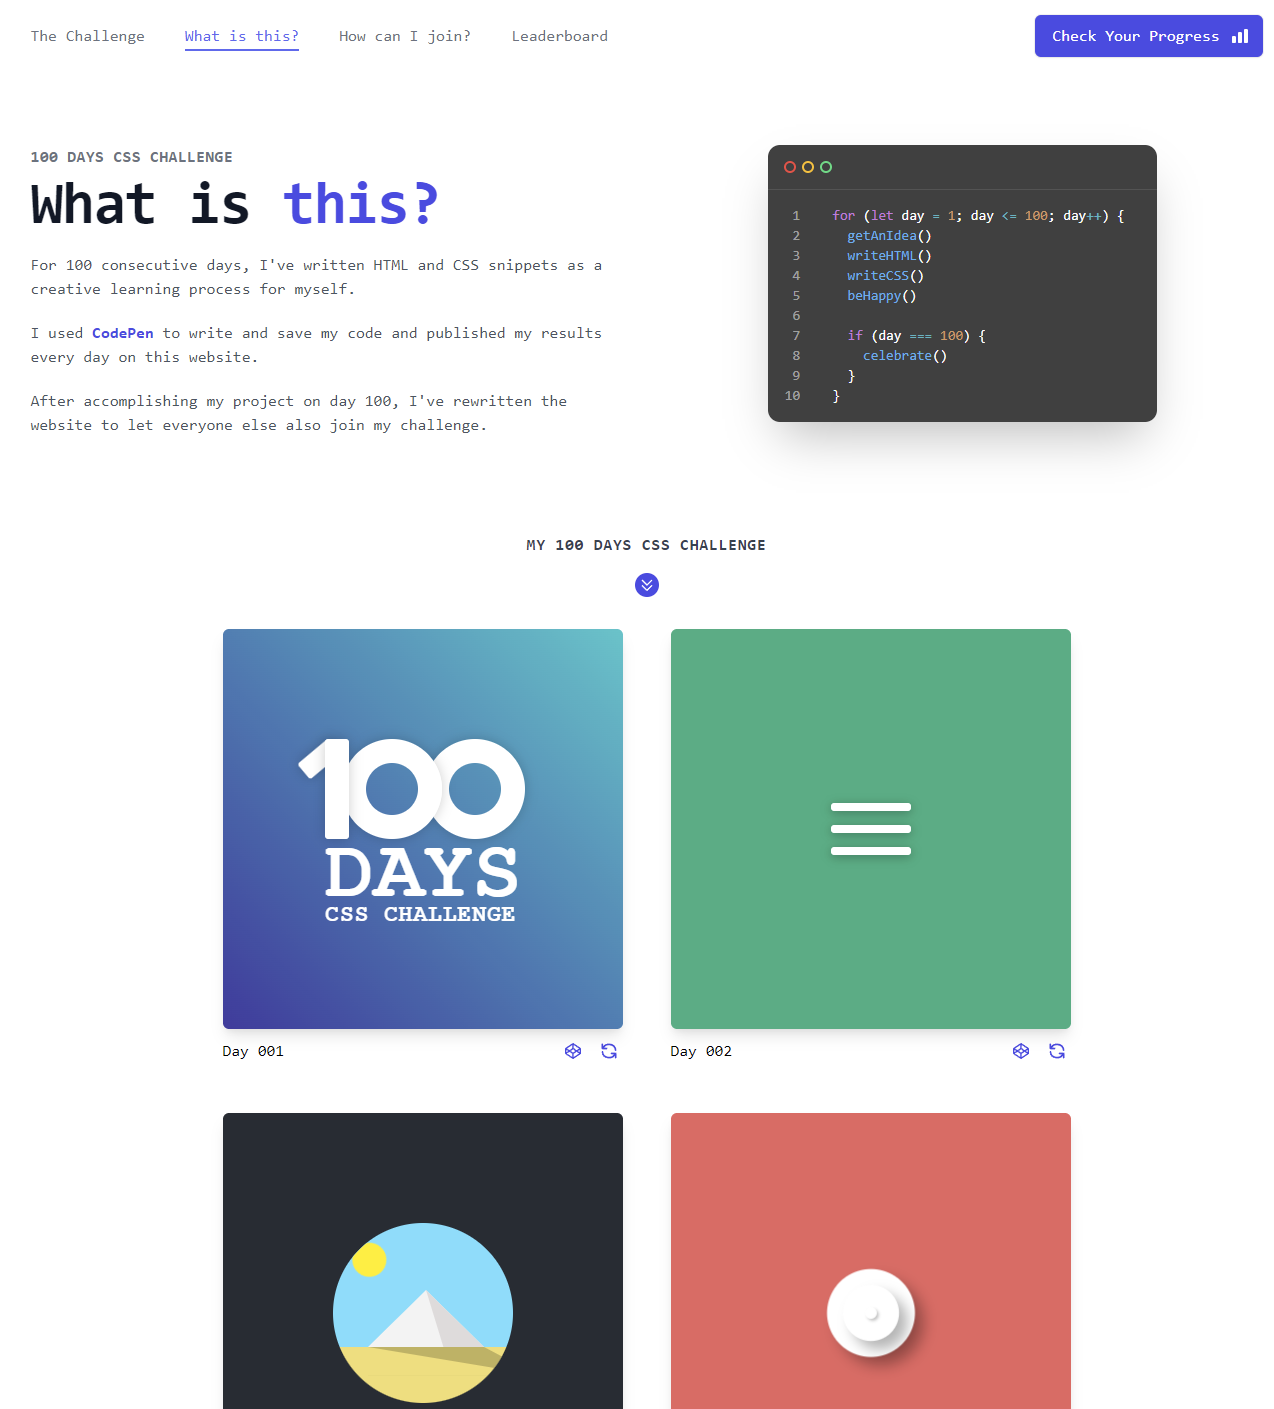 The Challenge What is this? How can I join? Leaderboard Check Your Progress
100 DAYS CSS CHALLENGE
What is this?
For 100 consecutive days, I've written HTML and CSS snippets as a
creative learning process for myself.
I used CodePen to write and save my code and published my results
every day on this website.
After accomplishing my project on day 100, I've rewritten the
website to let everyone else also join my challenge.
1 for (let day = 1; day <= 100; day++) {
2 getAnIdea()
3 writeHTML()
4 writeCSS()
5 beHappy()
6
7 if (day === 100) {
8 celebrate()
9 }
10 }
MY 100 DAYS CSS CHALLENGE
100
DAYS
CSS CHALLENGE
Day 001
Day 002